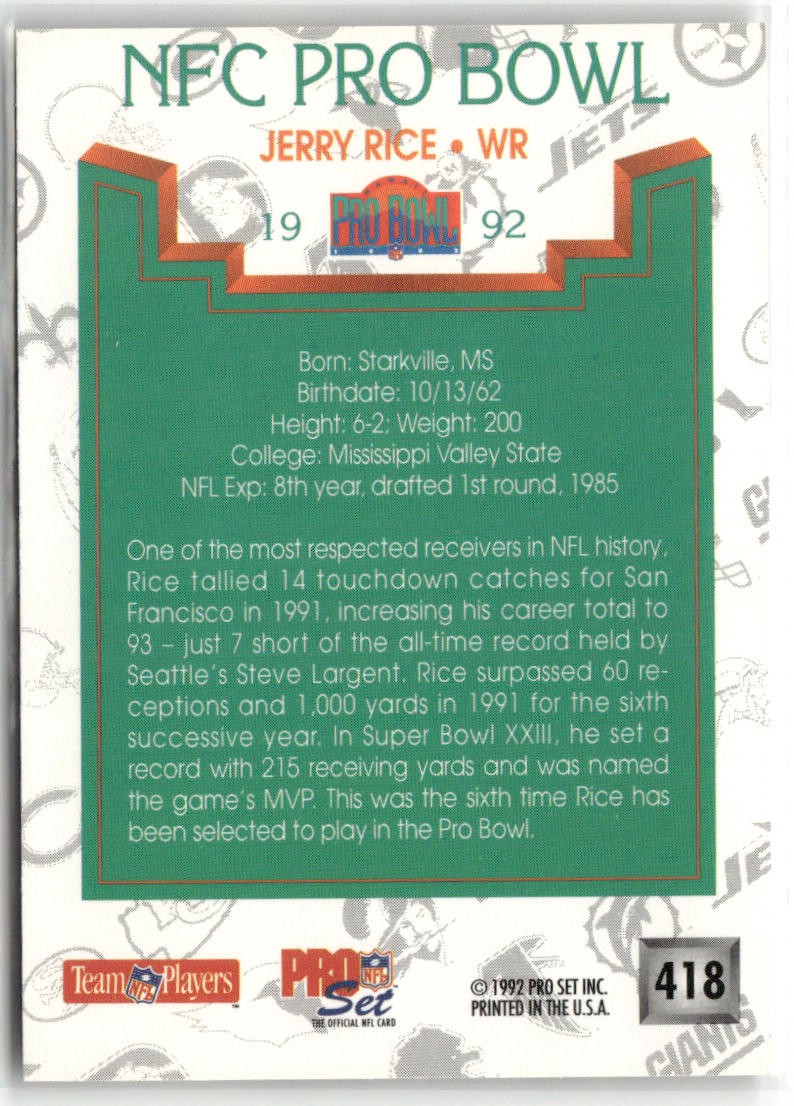 NFC PRO BOWL
JERRY RICE • WR
19 PRO BOWL 92
Born: Starkville, MS
Birthdate: 10/13/62
Height: 6-2; Weight: 200
College: Mississippi Valley State
NFL Exp: 8th year, drafted 1st round, 1985
One of the most respected receivers in NFL history,
Rice tallied 14 touchdown catches for San
Francisco in 1991, increasing his career total to
93 – just 7 short of the all-time record held by
Seattle's Steve Largent. Rice surpassed 60 re-
ceptions and 1,000 yards in 1991 for the sixth
successive year. In Super Bowl XXIII, he set a
record with 215 receiving yards and was named
the game's MVP. This was the sixth time Rice has
been selected to play in the Pro Bowl.
Team NFL Players™
PRO NFL Set
THE OFFICIAL NFL CARD
© 1992 PRO SET INC.
PRINTED IN THE U.S.A.
418
JETS
JE
GIANTS